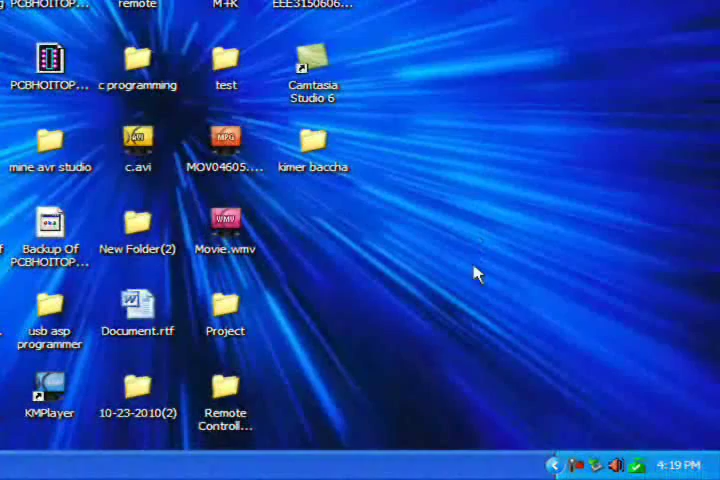 PCBHOITOP...
remote
M+K
EEE3150606...
PCBHOITOP...
c programming
test
Camtasia
Studio 6
mine avr studio
c.avi
MOV04605....
kimer baccha
Backup Of
PCBHOITOP...
New Folder(2)
Movie.wmv
usb asp
programmer
Document.rtf
Project
KMPlayer
10-23-2010(2)
Remote
Controll...
4:19 PM